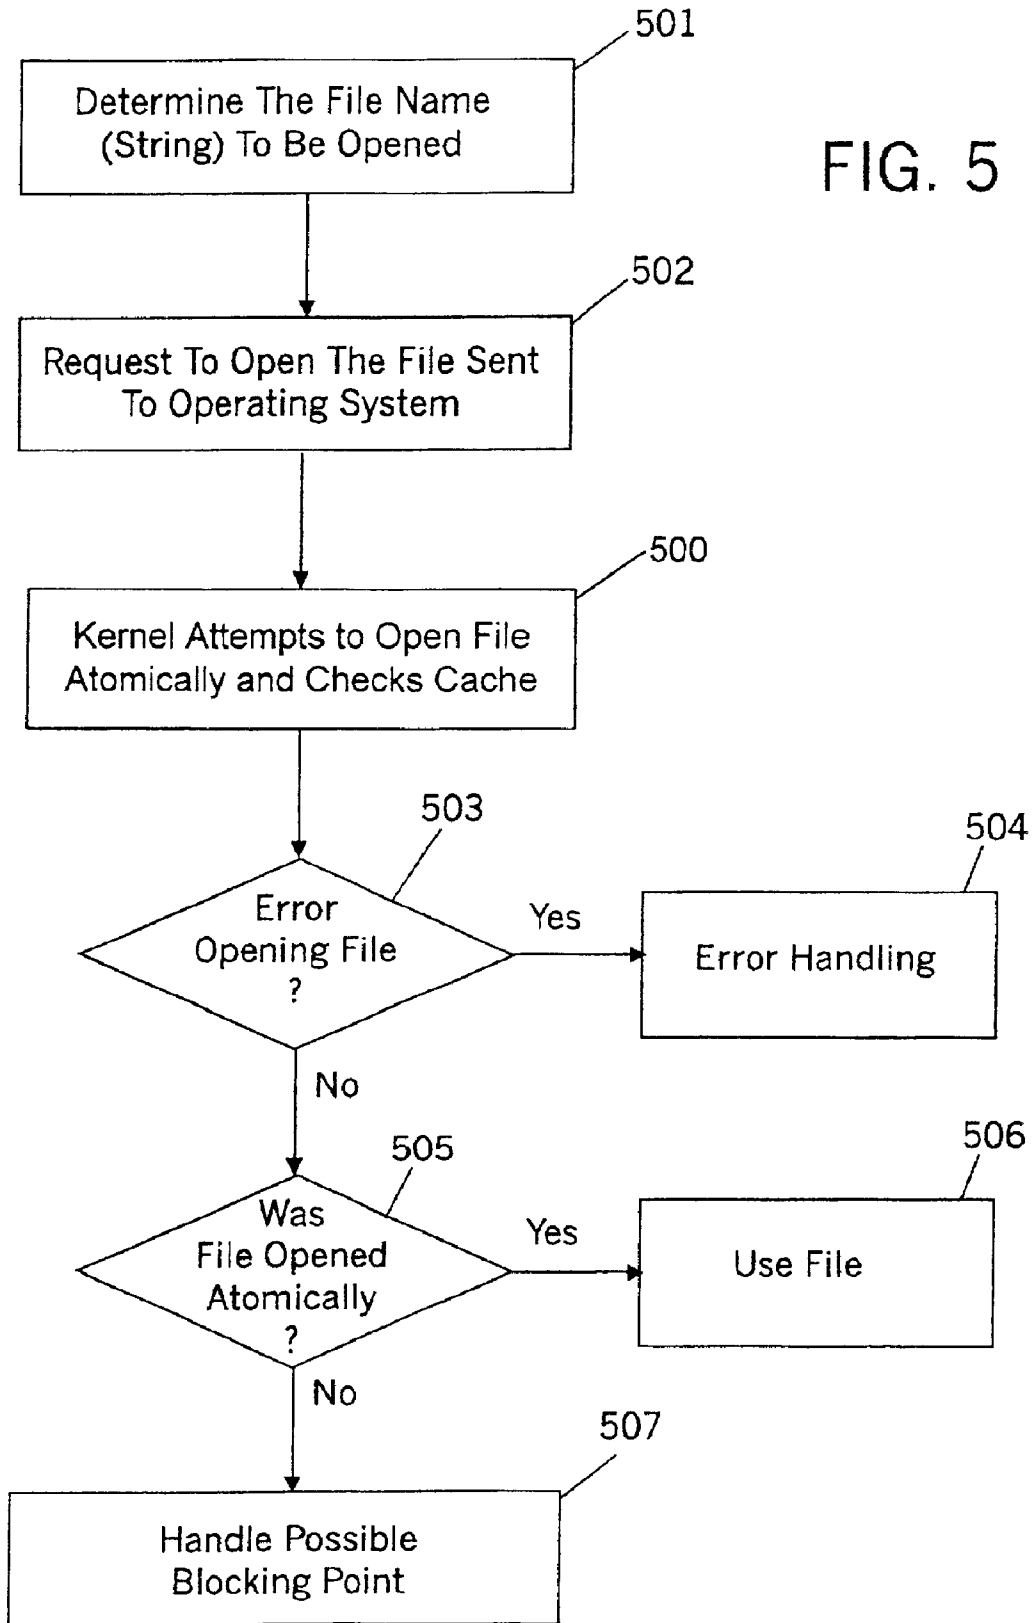 501
Determine The File Name
(String) To Be Opened
FIG. 5
502
Request To Open The File Sent
To Operating System
500
Kernel Attempts to Open File
Atomically and Checks Cache
503
Error
Opening File
?
Yes
504
Error Handling
No
505
Was
File Opened
Atomically
?
Yes
506
Use File
No
507
Handle Possible
Blocking Point